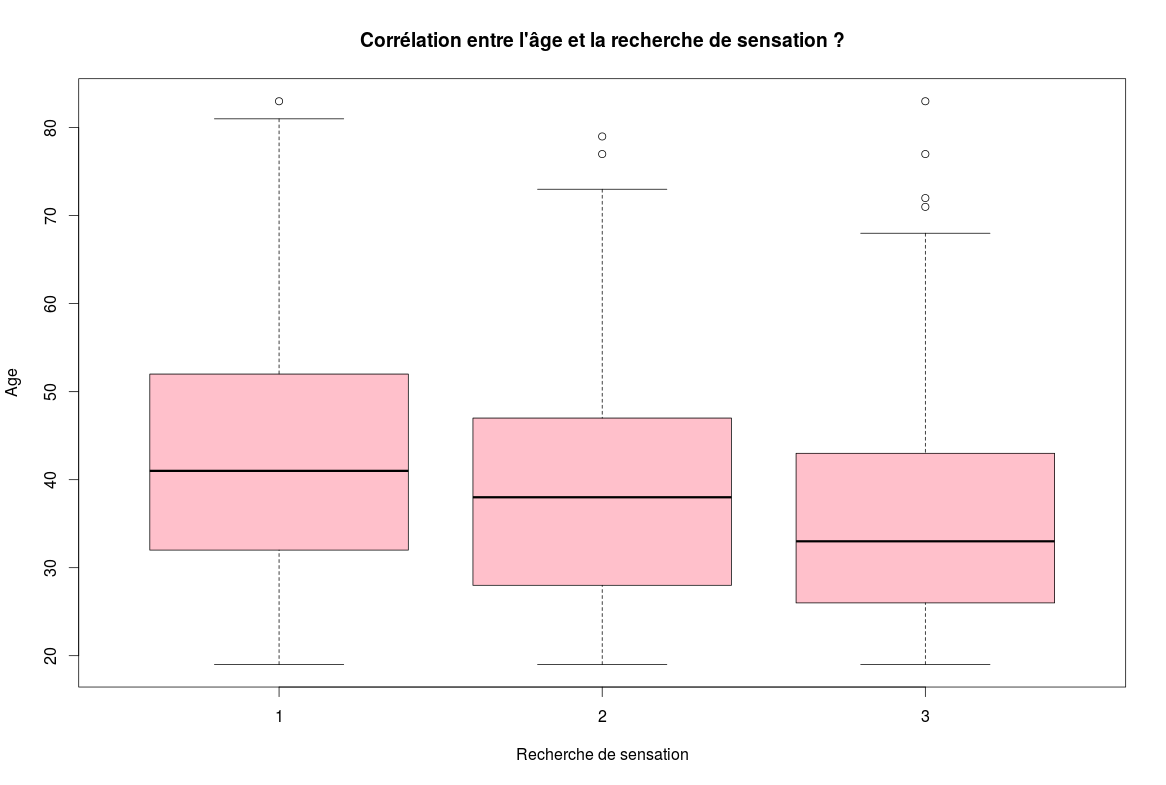 Corrélation entre l'âge et la recherche de sensation ?
80
70
60
50
40
30
20
Age
1 2 3
Recherche de sensation